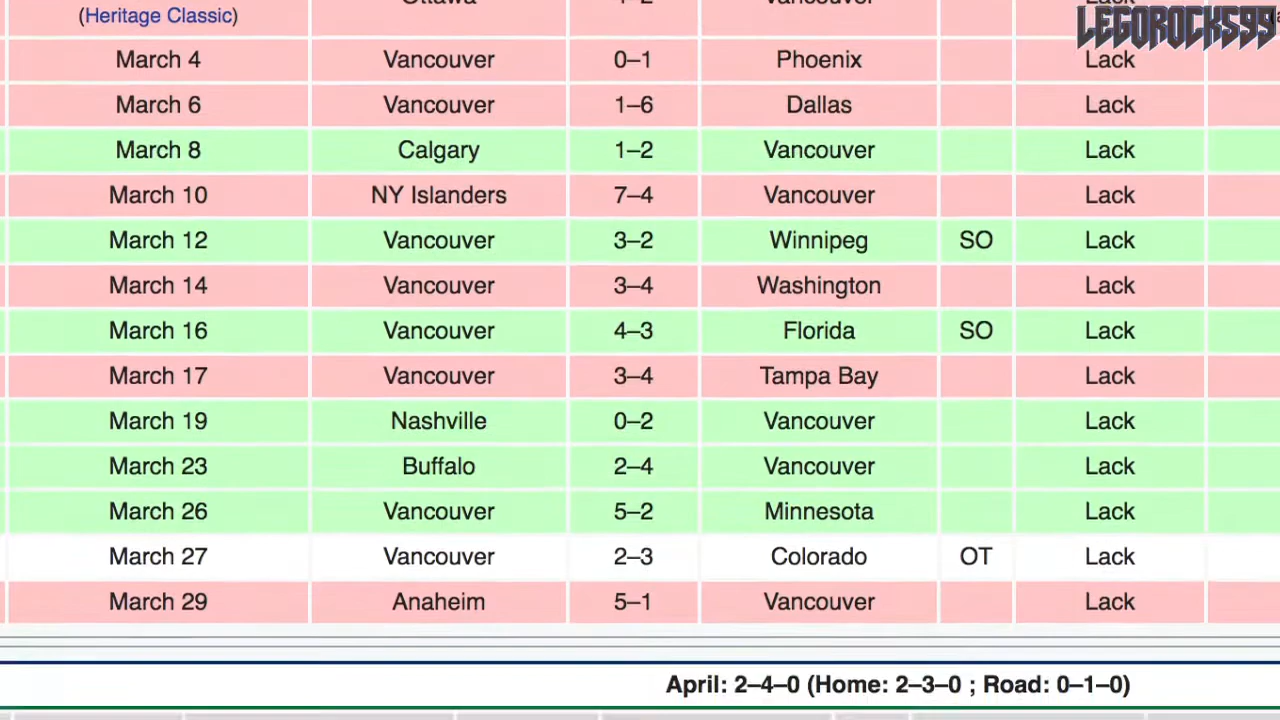 (Heritage Classic) Ottawa Vancouver Lack
LEGOROCKS99
March 4 Vancouver 0–1 Phoenix Lack
March 6 Vancouver 1–6 Dallas Lack
March 8 Calgary 1–2 Vancouver Lack
March 10 NY Islanders 7–4 Vancouver Lack
March 12 Vancouver 3–2 Winnipeg SO Lack
March 14 Vancouver 3–4 Washington Lack
March 16 Vancouver 4–3 Florida SO Lack
March 17 Vancouver 3–4 Tampa Bay Lack
March 19 Nashville 0–2 Vancouver Lack
March 23 Buffalo 2–4 Vancouver Lack
March 26 Vancouver 5–2 Minnesota Lack
March 27 Vancouver 2–3 Colorado OT Lack
March 29 Anaheim 5–1 Vancouver Lack
April: 2–4–0 (Home: 2–3–0 ; Road: 0–1–0)